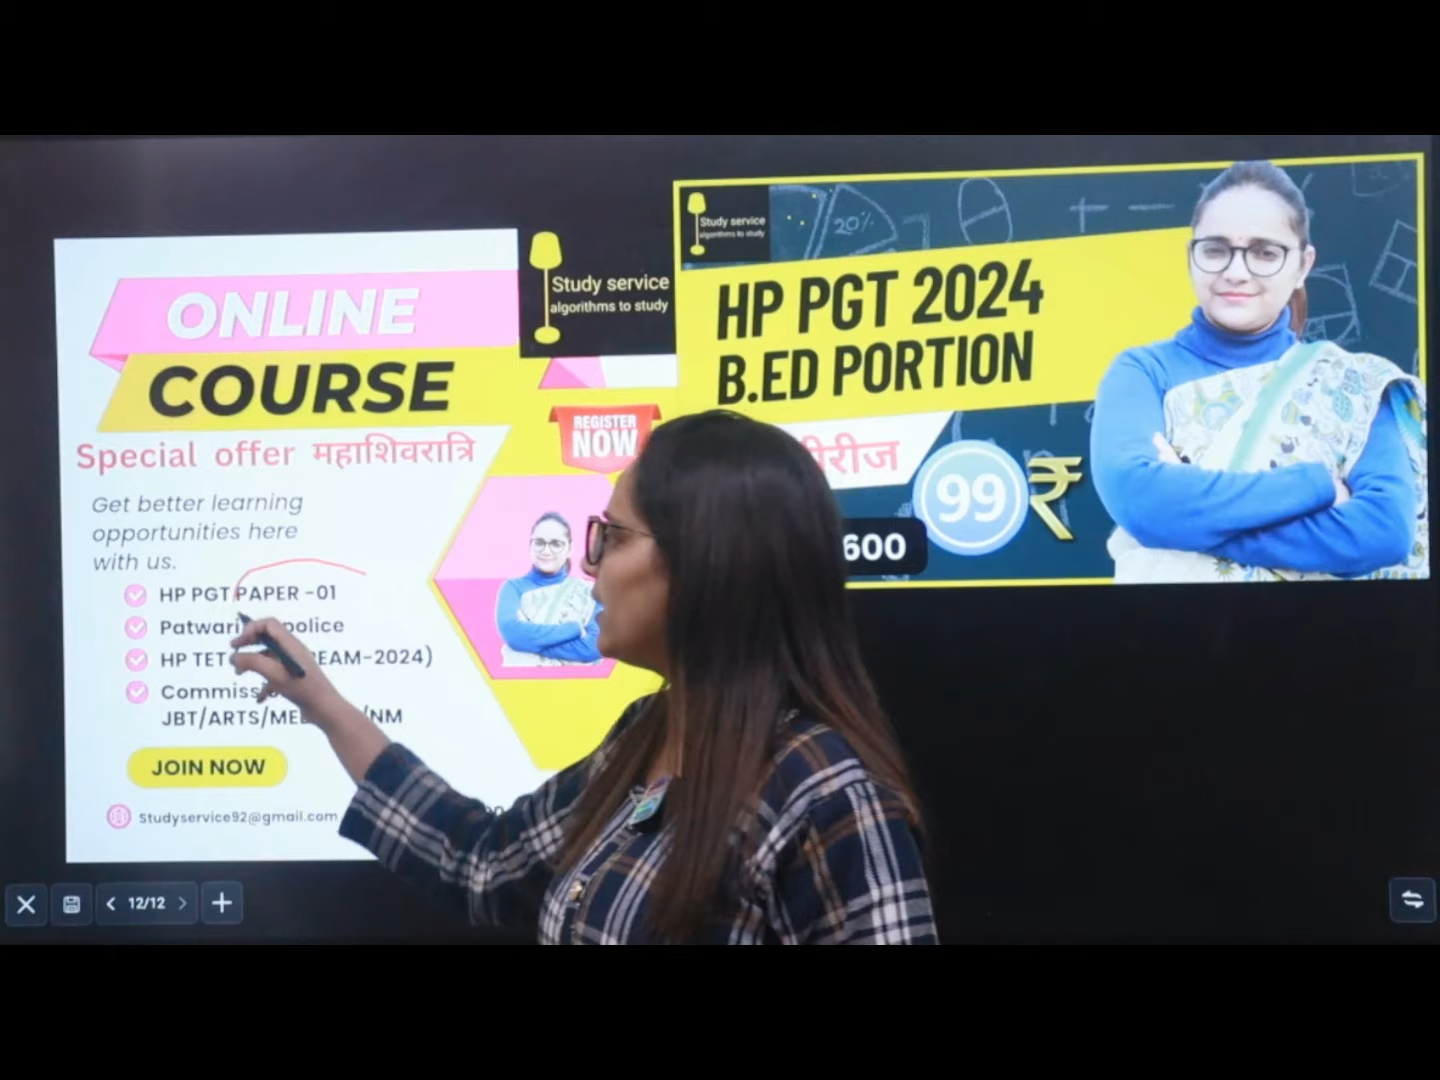 ONLINE
COURSE
Special offer महाशिवरात्रि
Get better learning
opportunities here
with us.
HP PGT PAPER -01
Patwari police
HP TET EAM-2024)
Commiss
JBT/ARTS/ME /NM
JOIN NOW
Studyservice92@gmail.com
Study service
algorithms to study
REGISTER
NOW
Study service
algorithms to study
20%
HP PGT 2024
B.ED PORTION
99 ₹
600
12/12